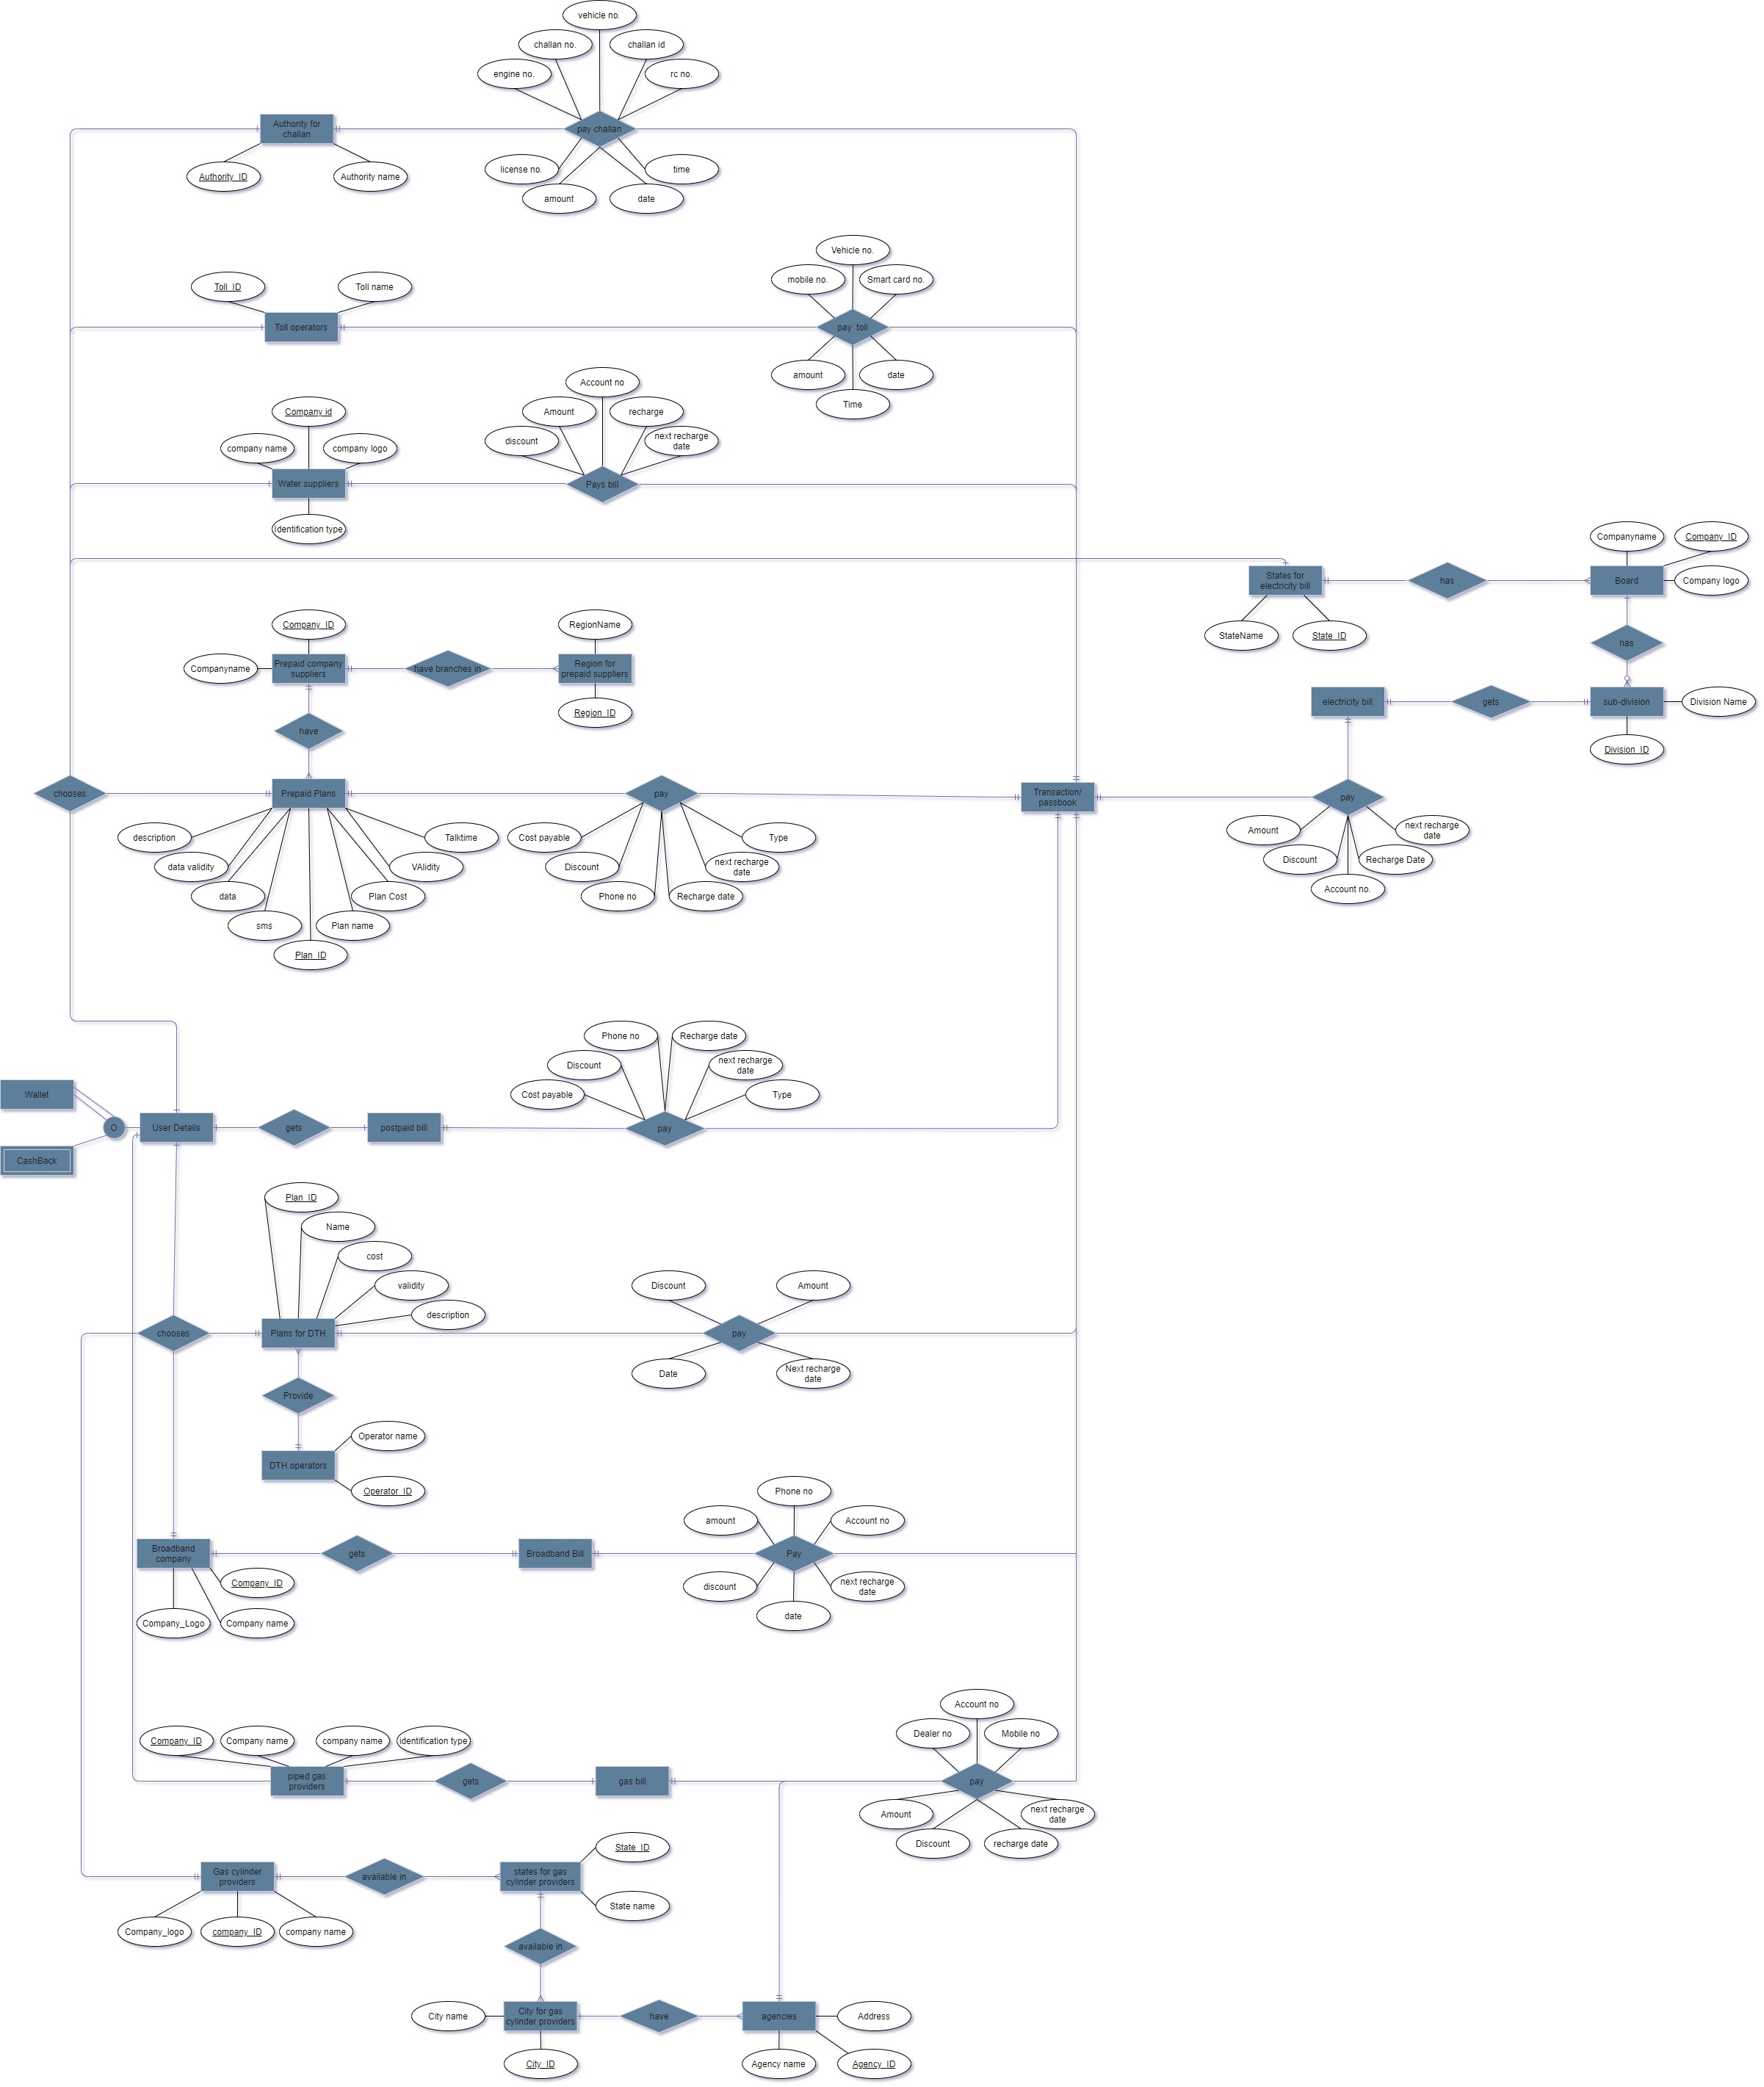 vehicle no.
challan no.
challan id
engine no.
rc no.
Authority for
challan
pay challan
Authority_ID
Authority name
license no.
time
amount
date
Vehicle no.
mobile no.
Smart card no.
Toll_ID
Toll name
Toll operators
pay  toll
amount
date
Time
Account no
Company id
Amount
recharge
company name
company logo
discount
next recharge
date
Water suppliers
Pays bill
Identification type
Companyname
Company_ID
States for
electricity bill
has
Board
Company logo
StateName
State_ID
has
Company_ID
RegionName
Companyname
Prepaid company
suppliers
have branches in
Region for
prepaid suppliers
Region_ID
electricity bill
gets
sub-division
Division Name
Division_ID
have
chooses
Prepaid Plans
pay
Transaction/
passbook
pay
description
Talktime
Cost payable
Type
Amount
next recharge
date
data validity
VAlidity
Discount
next recharge
date
Discount
Recharge Date
data
Plan Cost
Phone no
Recharge date
Account no.
sms
Plan name
Plan_ID
Phone no
Recharge date
Discount
next recharge
date
Cost payable
Type
Wallet
O
User Details
gets
postpaid bill
pay
CashBack
Plan_ID
Name
cost
validity
description
Discount
Amount
chooses
Plans for DTH
pay
Date
Next recharge
date
Provide
Operator name
DTH operators
Operator_ID
Phone no
amount
Account no
Broadband
company
gets
Broadband Bill
Pay
Company_ID
discount
next recharge
date
Company_Logo
Company name
date
Account no
Dealer no
Mobile no
Company_ID
Company name
company name
identification type
piped gas
providers
gets
gas bill
pay
Amount
next recharge
date
Discount
recharge date
State_ID
Gas cylinder
providers
available in
states for gas
cylinder providers
State name
Company_logo
company_ID
company name
available in
City name
City for gas
cylinder providers
have
agencies
Address
City_ID
Agency name
Agency_ID